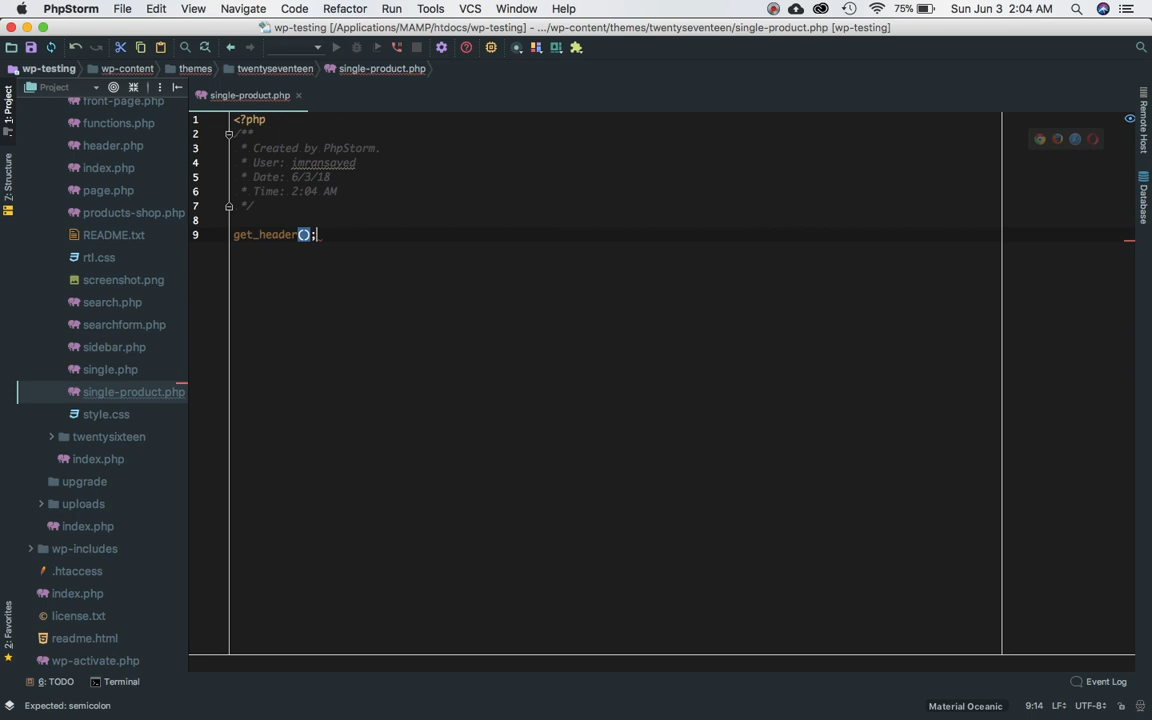 PhpStorm File Edit View Navigate Code Refactor Run Tools VCS Window Help 75% Sun Jun 3 2:04 AM
wp-testing [/Applications/MAMP/htdocs/wp-testing] - .../wp-content/themes/twentyseventeen/single-product.php [wp-testing]
wp-testing wp-content themes twentyseventeen single-product.php
Project
single-product.php
1: Project
7: Structure
2: Favorites
front-page.php
functions.php
header.php
index.php
page.php
products-shop.php
README.txt
rtl.css
screenshot.png
search.php
searchform.php
sidebar.php
single.php
single-product.php
style.css
twentysixteen
index.php
upgrade
uploads
index.php
wp-includes
.htaccess
index.php
license.txt
readme.html
wp-activate.php
1 <?php
2 /**
3 * Created by PhpStorm.
4 * User: imransayed
5 * Date: 6/3/18
6 * Time: 2:04 AM
7 */
8
9 get_header();
Remote Host
Database
6: TODO Terminal Event Log
Expected: semicolon Material Oceanic 9:14 LF UTF-8